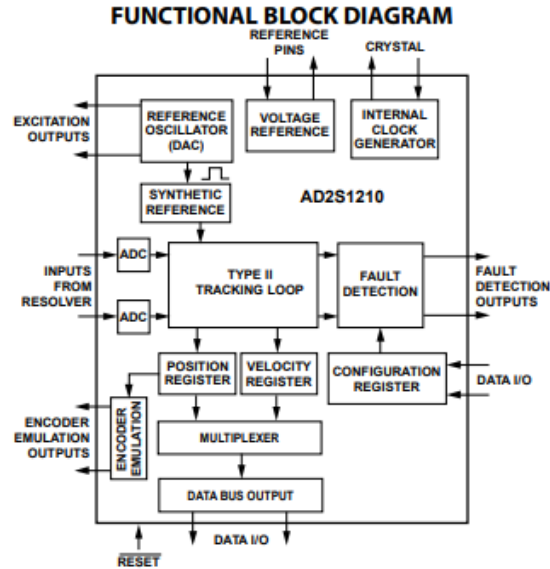 FUNCTIONAL BLOCK DIAGRAM
REFERENCE
PINS
CRYSTAL
EXCITATION
OUTPUTS
REFERENCE
OSCILLATOR
(DAC)
VOLTAGE
REFERENCE
INTERNAL
CLOCK
GENERATOR
SYNTHETIC
REFERENCE
AD2S1210
INPUTS
FROM
RESOLVER
ADC
ADC
TYPE II
TRACKING LOOP
FAULT
DETECTION
FAULT
DETECTION
OUTPUTS
POSITION
REGISTER
VELOCITY
REGISTER
CONFIGURATION
REGISTER
DATA I/O
ENCODER
EMULATION
OUTPUTS
ENCODER
EMULATION
MULTIPLEXER
DATA BUS OUTPUT
DATA I/O
RESET